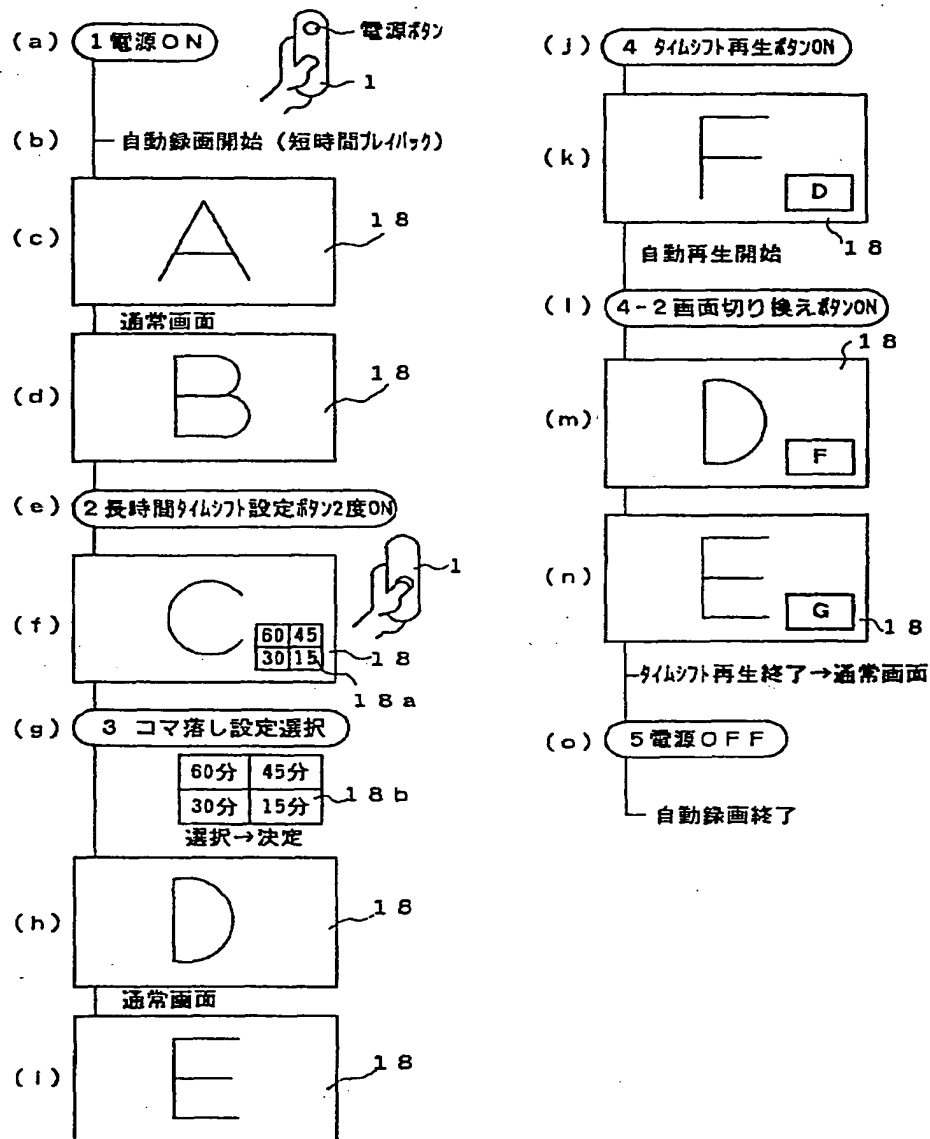 (a) 1電源ON
電源ボタン
1
(b) 自動録画開始 (短時間プレイバック)
(c) A 18
通常画面
(d) B 18
(e) 2長時間タイムシフト設定ボタン2度ON
1
(f) C
60 45
30 15
18
18a
(g) 3 コマ落し設定選択
60分 45分
30分 15分
18b
選択→決定
(h) D 18
通常画面
(i) E 18
(j) 4 タイムシフト再生ボタンON
(k) F
D
18
自動再生開始
(l) 4-2画面切り換えボタンON
18
(m) D
F
(n) E
G
18
タイムシフト再生終了→通常画面
(o) 5電源OFF
自動録画終了